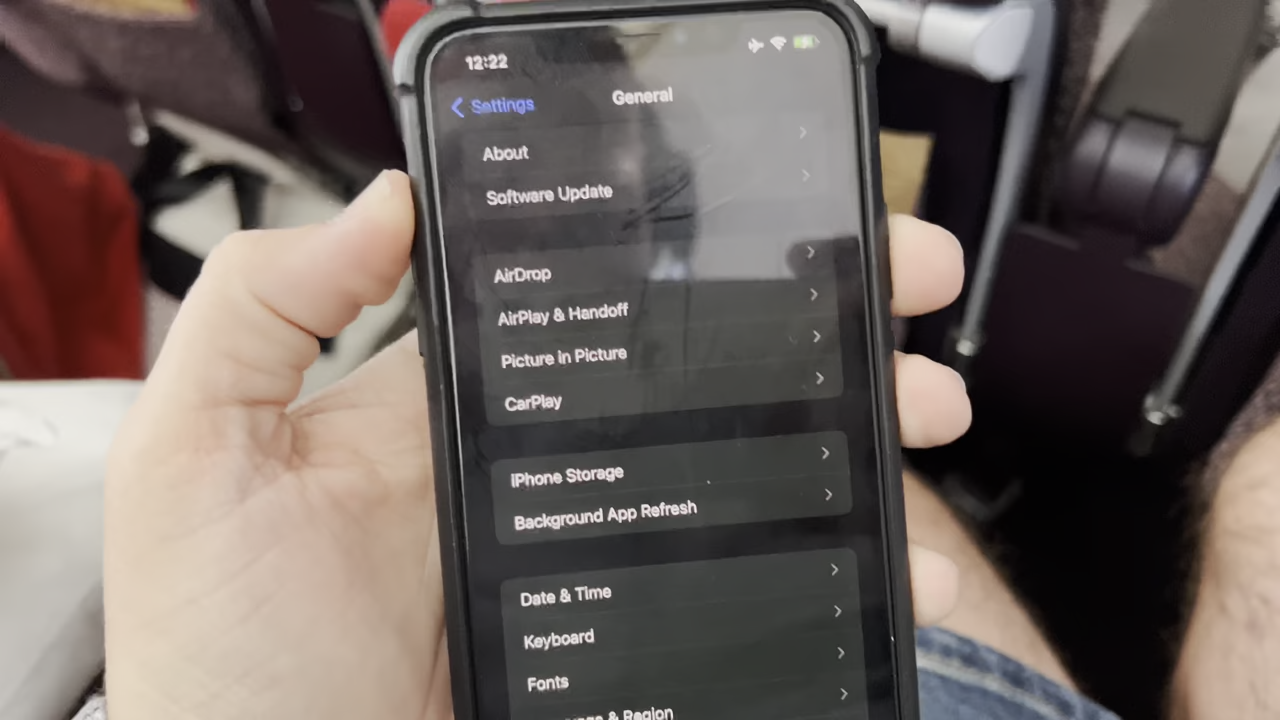 12:22
Settings
General
About
Software Update
AirDrop
AirPlay & Handoff
Picture in Picture
CarPlay
iPhone Storage
Background App Refresh
Date & Time
Keyboard
Fonts
& Region